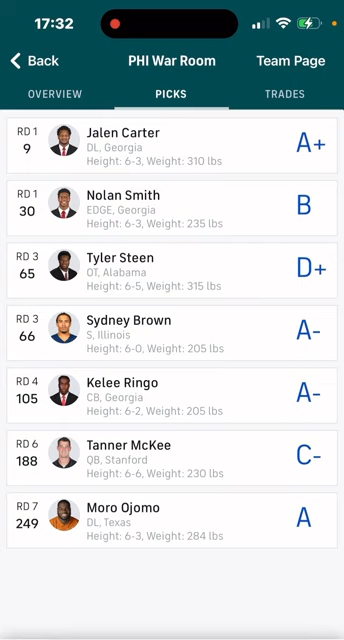 17:32
Back PHI War Room Team Page
OVERVIEW PICKS TRADES
RD 1 Jalen Carter A+
9 DL, Georgia
Height: 6-3, Weight: 310 lbs
RD 1 Nolan Smith B
30 EDGE, Georgia
Height: 6-3, Weight: 235 lbs
RD 3 Tyler Steen D+
65 OT, Alabama
Height: 6-5, Weight: 315 lbs
RD 3 Sydney Brown A-
66 S, Illinois
Height: 6-0, Weight: 205 lbs
RD 4 Kelee Ringo A-
105 CB, Georgia
Height: 6-2, Weight: 205 lbs
RD 6 Tanner McKee C-
188 QB, Stanford
Height: 6-6, Weight: 230 lbs
RD 7 Moro Ojomo A
249 DL, Texas
Height: 6-3, Weight: 284 lbs